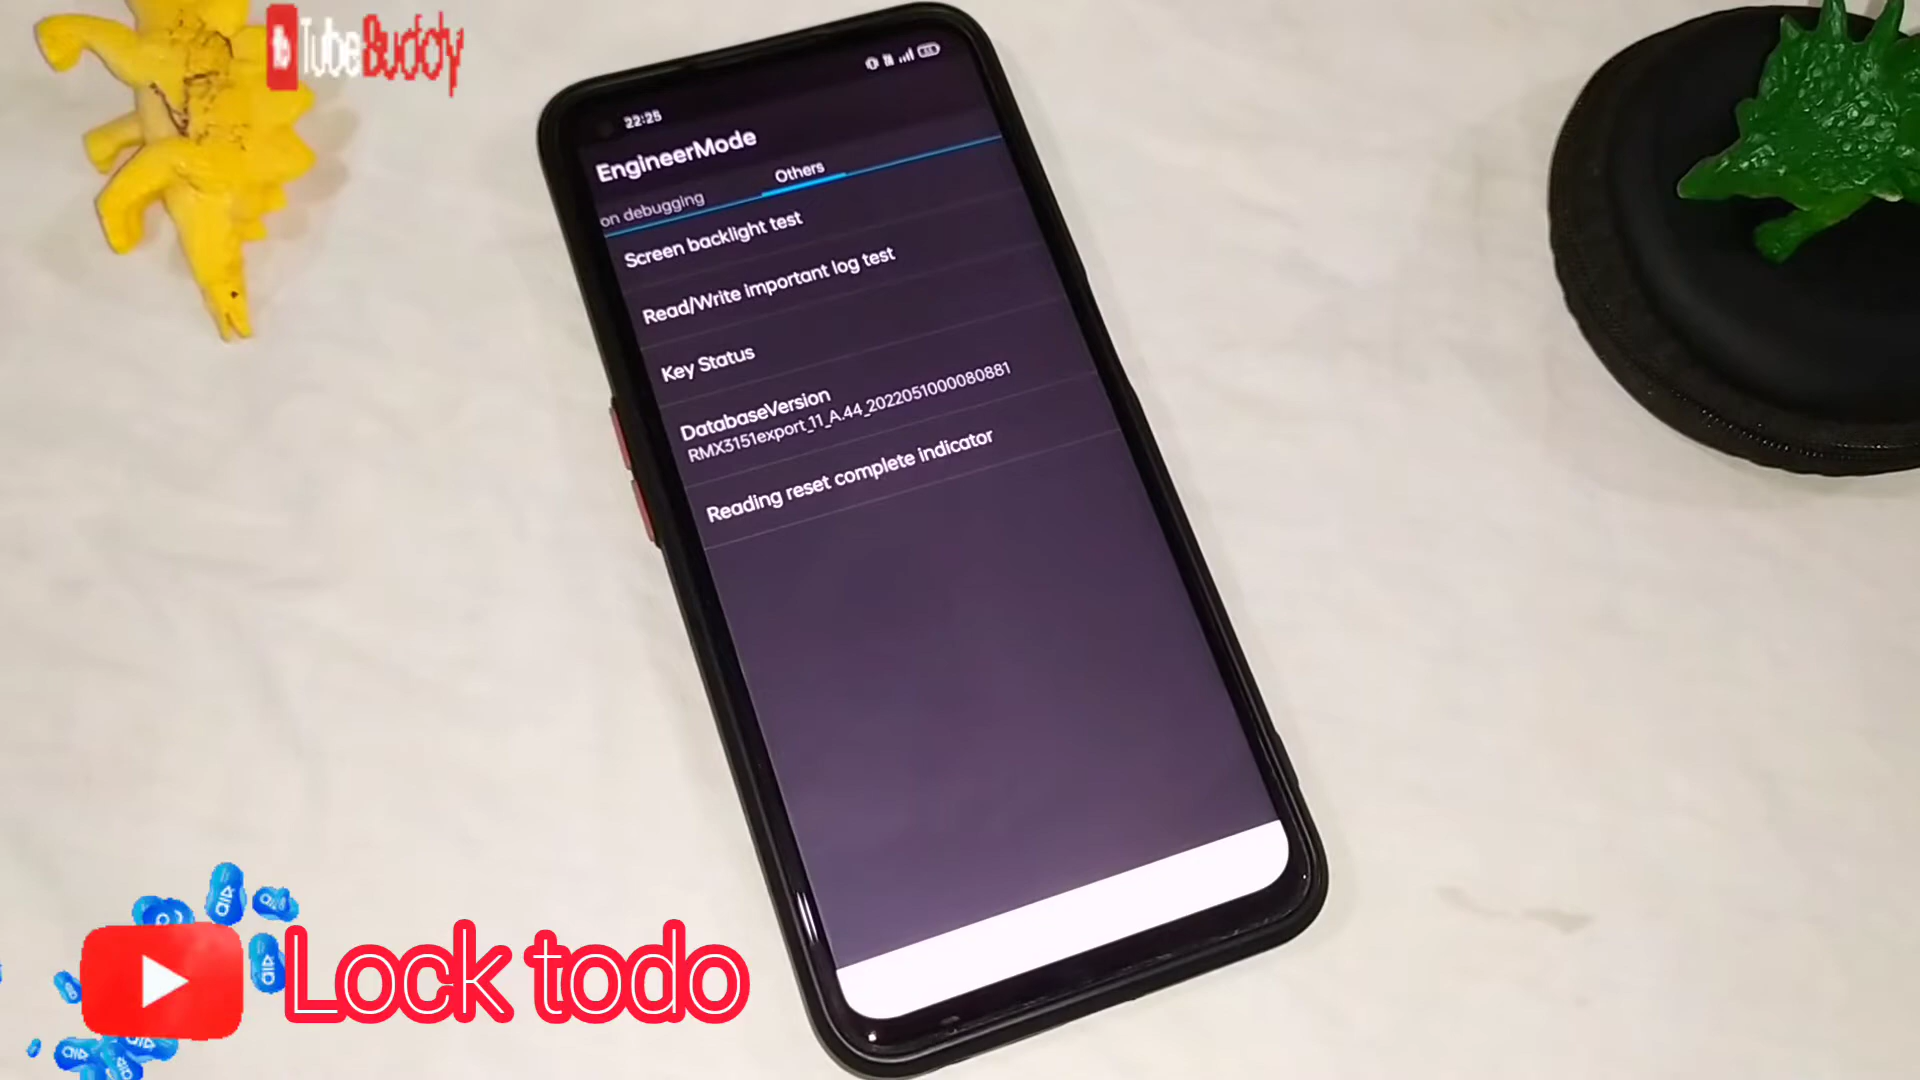 TubeBuddy
22:25
EngineerMode
on debugging
Others
Screen backlight test
Read/Write important log test
Key Status
DatabaseVersion
RMX3151export_11_A.44_2022051000080881
Reading reset complete indicator
Lock todo